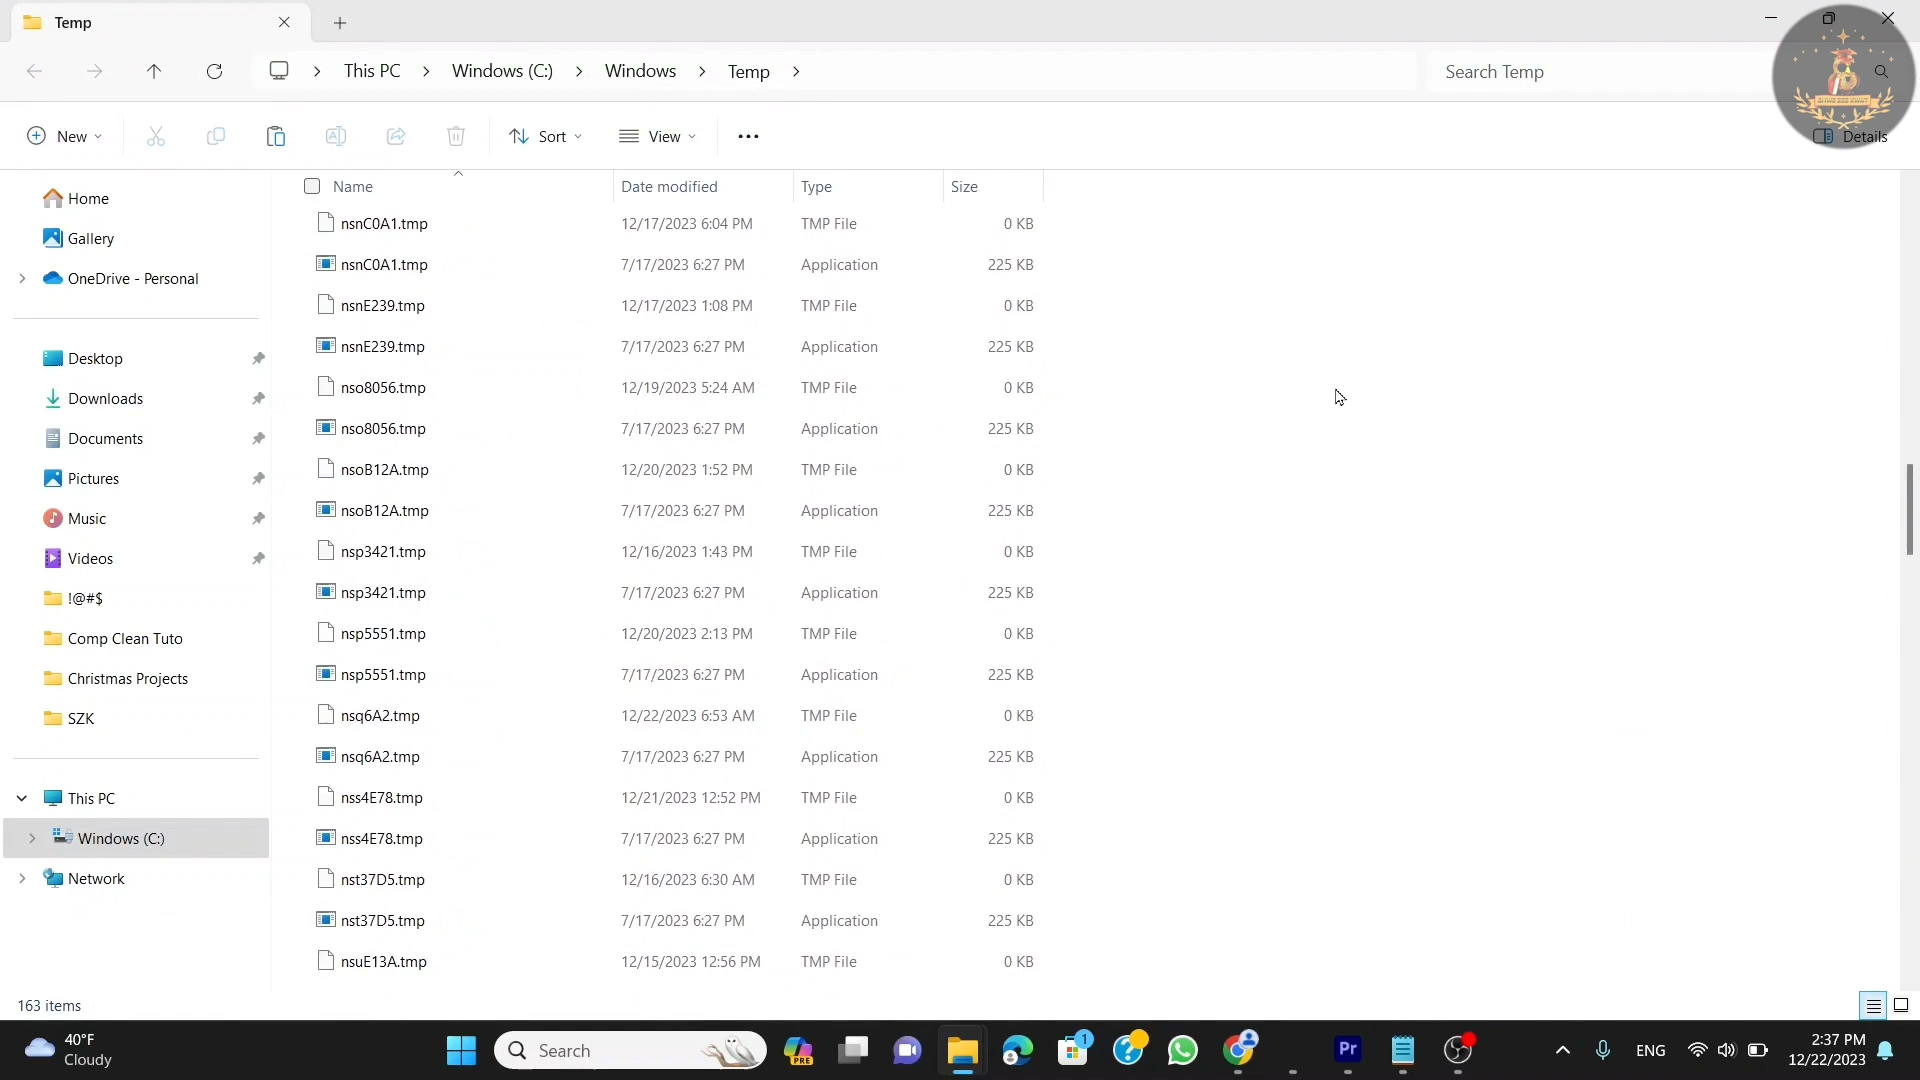 Temp
This PC > Windows (C:) > Windows > Temp >
Search Temp
New
Sort
View
Details
Name Date modified Type Size
nsnC0A1.tmp 12/17/2023 6:04 PM TMP File 0 KB
nsnC0A1.tmp 7/17/2023 6:27 PM Application 225 KB
nsnE239.tmp 12/17/2023 1:08 PM TMP File 0 KB
nsnE239.tmp 7/17/2023 6:27 PM Application 225 KB
nso8056.tmp 12/19/2023 5:24 AM TMP File 0 KB
nso8056.tmp 7/17/2023 6:27 PM Application 225 KB
nsoB12A.tmp 12/20/2023 1:52 PM TMP File 0 KB
nsoB12A.tmp 7/17/2023 6:27 PM Application 225 KB
nsp3421.tmp 12/16/2023 1:43 PM TMP File 0 KB
nsp3421.tmp 7/17/2023 6:27 PM Application 225 KB
nsp5551.tmp 12/20/2023 2:13 PM TMP File 0 KB
nsp5551.tmp 7/17/2023 6:27 PM Application 225 KB
nsq6A2.tmp 12/22/2023 6:53 AM TMP File 0 KB
nsq6A2.tmp 7/17/2023 6:27 PM Application 225 KB
nss4E78.tmp 12/21/2023 12:52 PM TMP File 0 KB
nss4E78.tmp 7/17/2023 6:27 PM Application 225 KB
nst37D5.tmp 12/16/2023 6:30 AM TMP File 0 KB
nst37D5.tmp 7/17/2023 6:27 PM Application 225 KB
nsuE13A.tmp 12/15/2023 12:56 PM TMP File 0 KB
Home
Gallery
OneDrive - Personal
Desktop
Downloads
Documents
Pictures
Music
Videos
!@#$
Comp Clean Tuto
Christmas Projects
SZK
This PC
Windows (C:)
Network
163 items
40°F
Cloudy
Search
PRE
1
Pr
ENG
2:37 PM
12/22/2023